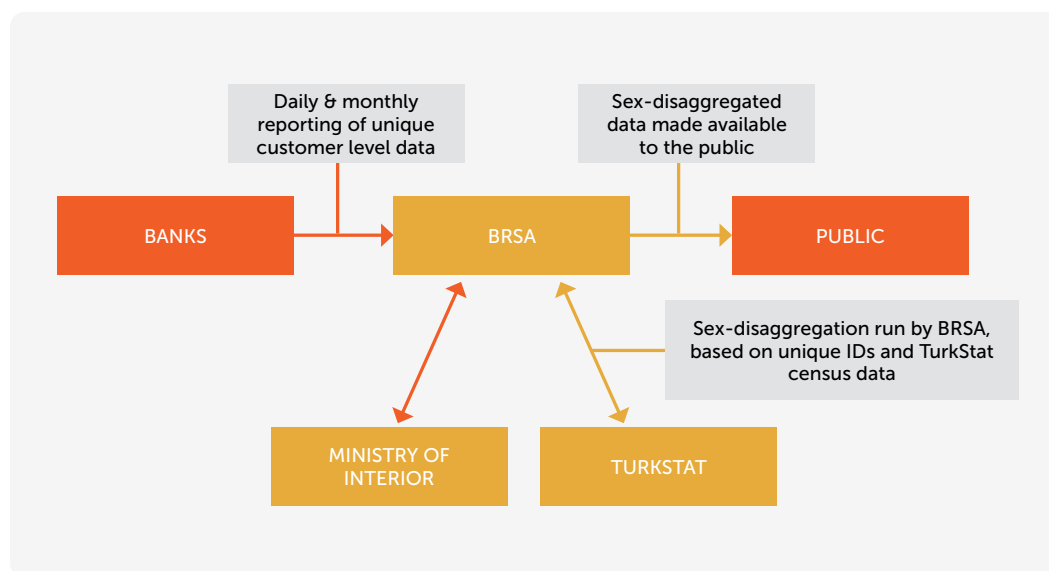 Daily & monthly
reporting of unique
customer level data
Sex-disaggregated
data made available
to the public
BANKS
BRSA
PUBLIC
Sex-disaggregation run by BRSA,
based on unique IDs and TurkStat
census data
MINISTRY OF
INTERIOR
TURKSTAT